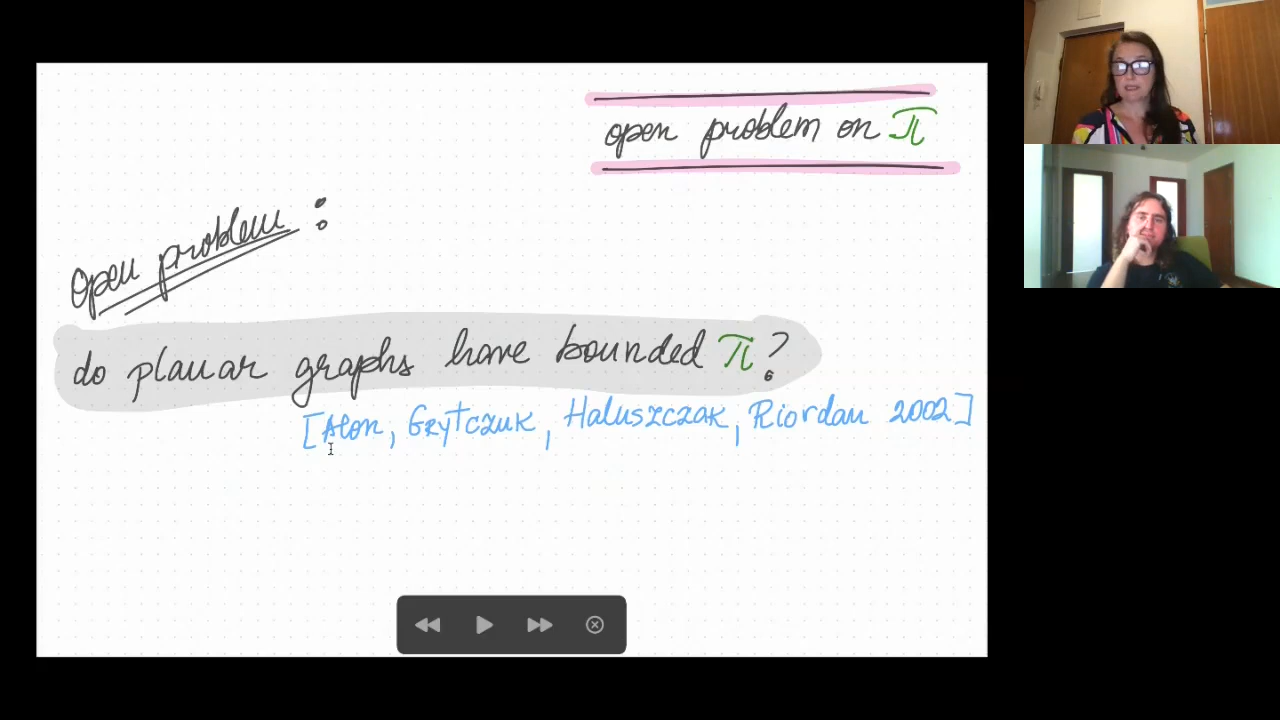 open problem on π
Open problem :
do planar graphs have bounded π?
[Alon, Grytczuk, Haluszczak, Riordan 2002]